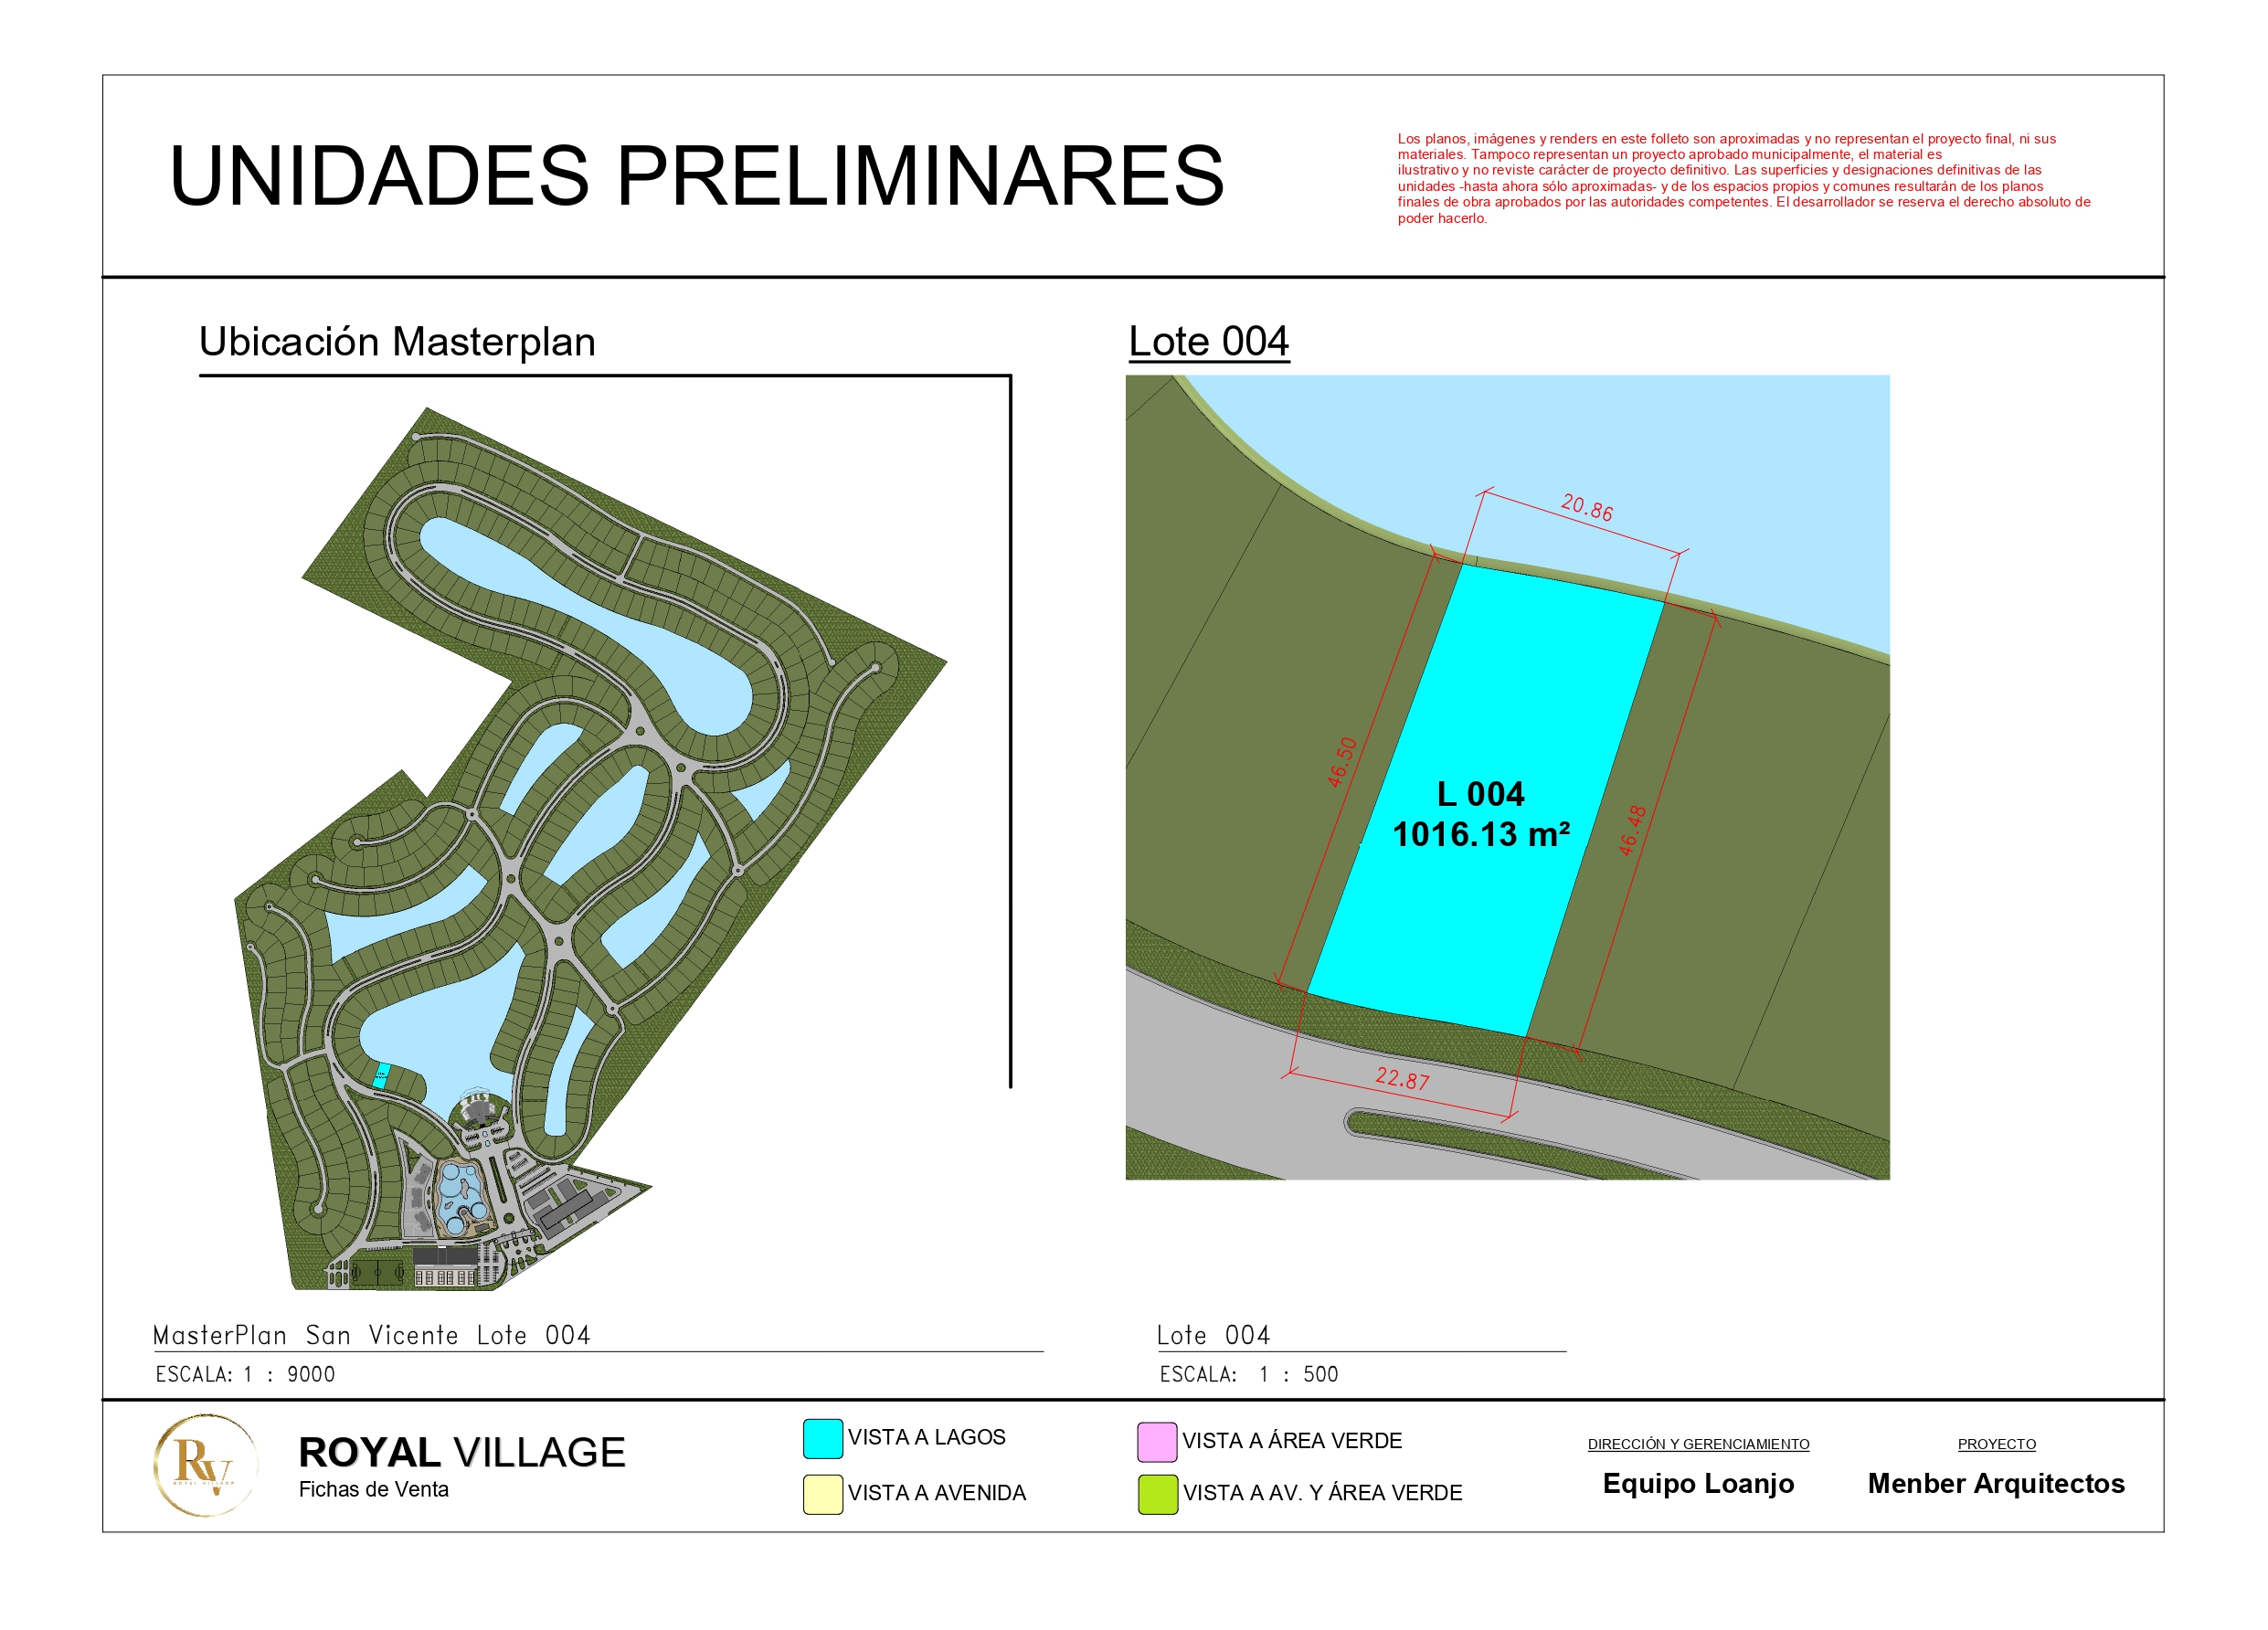 UNIDADES PRELIMINARES
Los planos, imágenes y renders en este folleto son aproximadas y no representan el proyecto final, ni sus
materiales. Tampoco representan un proyecto aprobado municipalmente, el material es
ilustrativo y no reviste carácter de proyecto definitivo. Las superficies y designaciones definitivas de las
unidades -hasta ahora sólo aproximadas- y de los espacios propios y comunes resultarán de los planos
finales de obra aprobados por las autoridades competentes. El desarrollador se reserva el derecho absoluto de
poder hacerlo.
Ubicación Masterplan
Lote 004
20.86
46.50
L 004
1016.13 m²
46.48
22.87
MasterPlan San Vicente Lote 004
ESCALA: 1 : 9000
Lote 004
ESCALA: 1 : 500
RV
ROYAL VILLAGE
ROYAL VILLAGE
Fichas de Venta
VISTA A LAGOS
VISTA A AVENIDA
VISTA A ÁREA VERDE
VISTA A AV. Y ÁREA VERDE
DIRECCIÓN Y GERENCIAMIENTO
Equipo Loanjo
PROYECTO
Menber Arquitectos